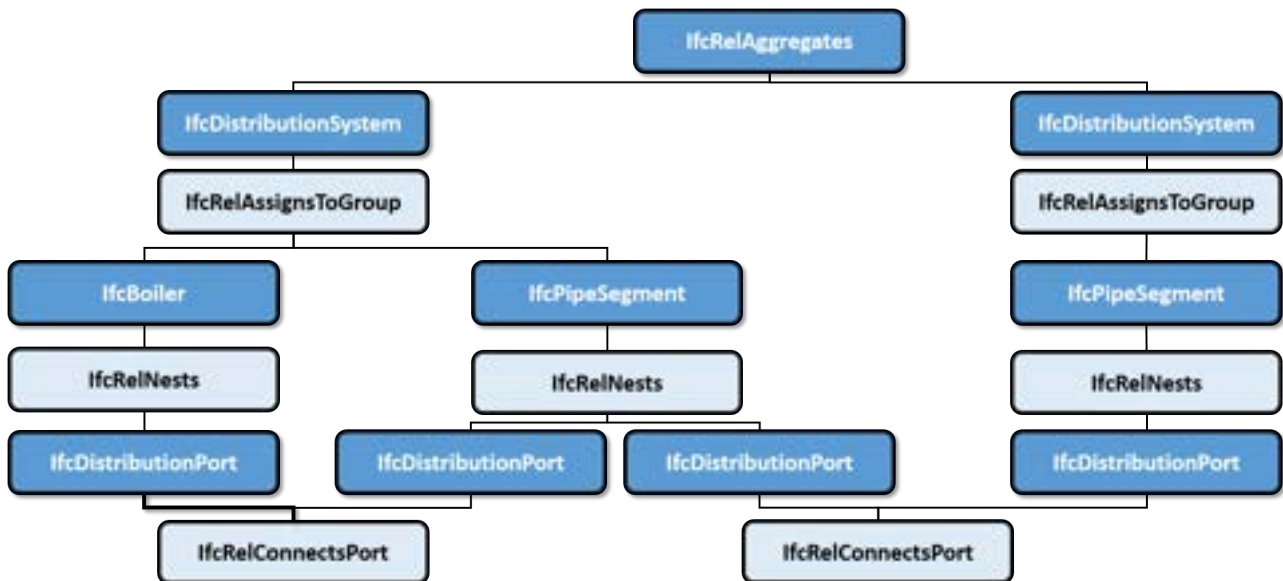 IfcRelAggregates
IfcDistributionSystem
IfcDistributionSystem
IfcRelAssignsToGroup
IfcRelAssignsToGroup
IfcBoiler
IfcPipeSegment
IfcPipeSegment
IfcRelNests
IfcRelNests
IfcRelNests
IfcDistributionPort
IfcDistributionPort
IfcDistributionPort
IfcDistributionPort
IfcRelConnectsPort
IfcRelConnectsPort